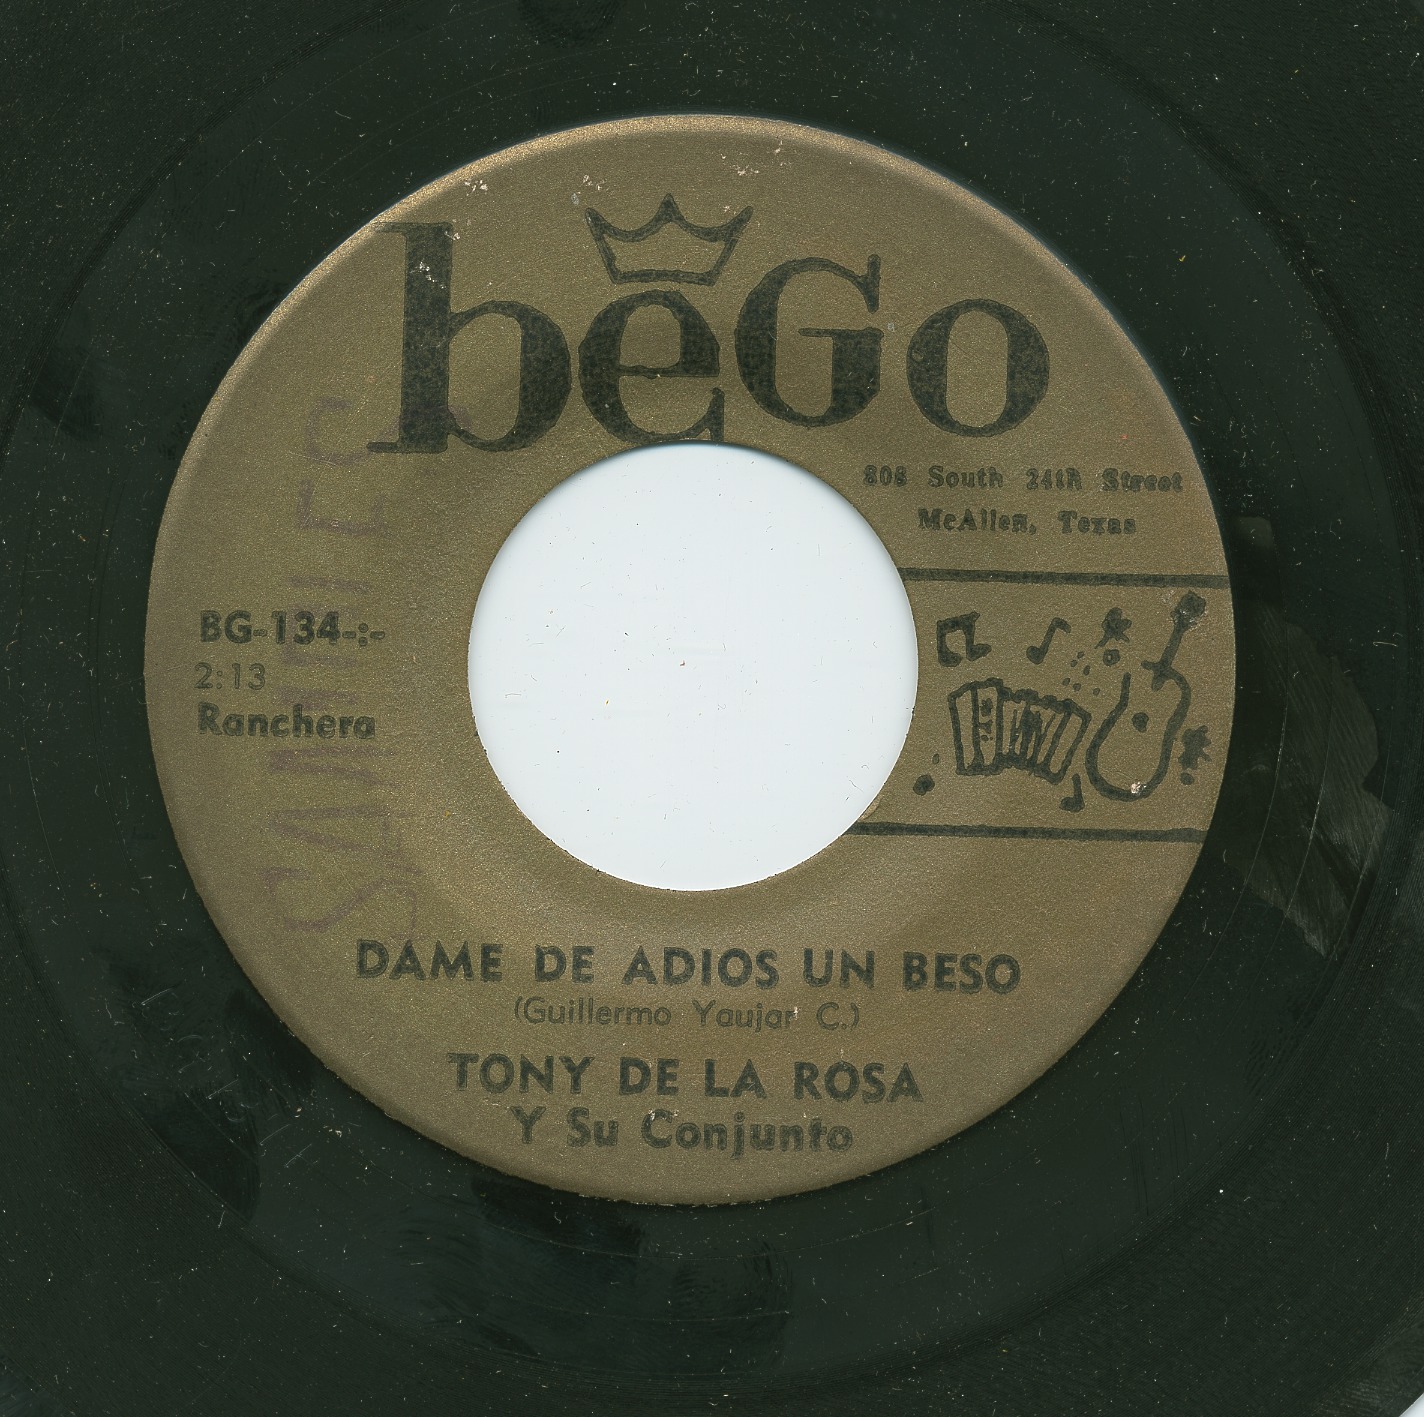 beGo
808 South 24th Street
McAllen, Texas
BG-134-:-
2:13
Ranchera
DAME DE ADIOS UN BESO
(Guillermo Yaujar C.)
TONY DE LA ROSA
Y Su Conjunto